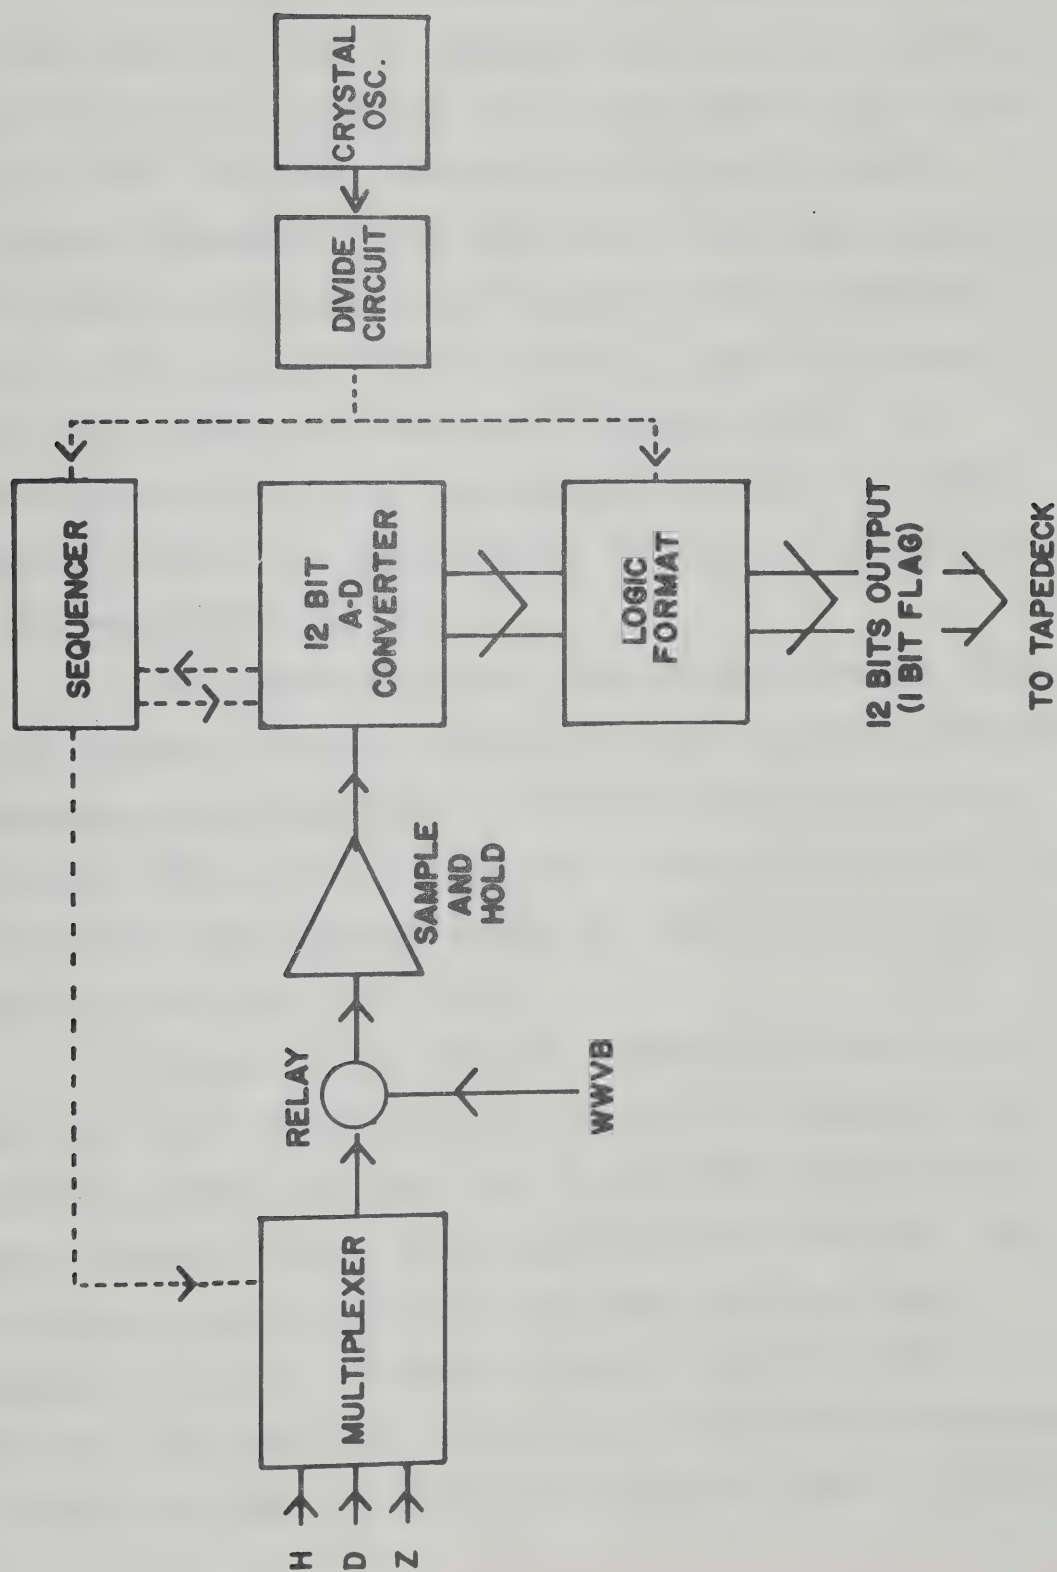 H
D
Z
MULTIPLEXER
RELAY
WWVB
SAMPLE
AND
HOLD
SEQUENCER
12 BIT
A-D
CONVERTER
LOGIC
FORMAT
12 BITS OUTPUT
(1 BIT FLAG)
TO TAPEDECK
DIVIDE
CIRCUIT
CRYSTAL
OSC.